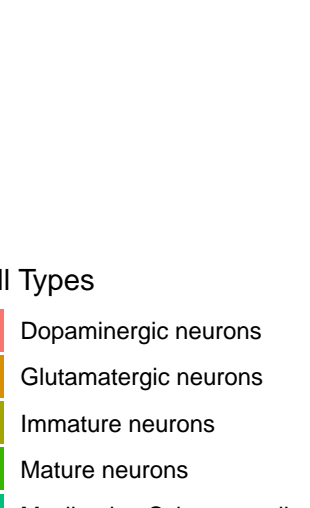 ll Types
Dopaminergic neurons
Glutamatergic neurons
Immature neurons
Mature neurons